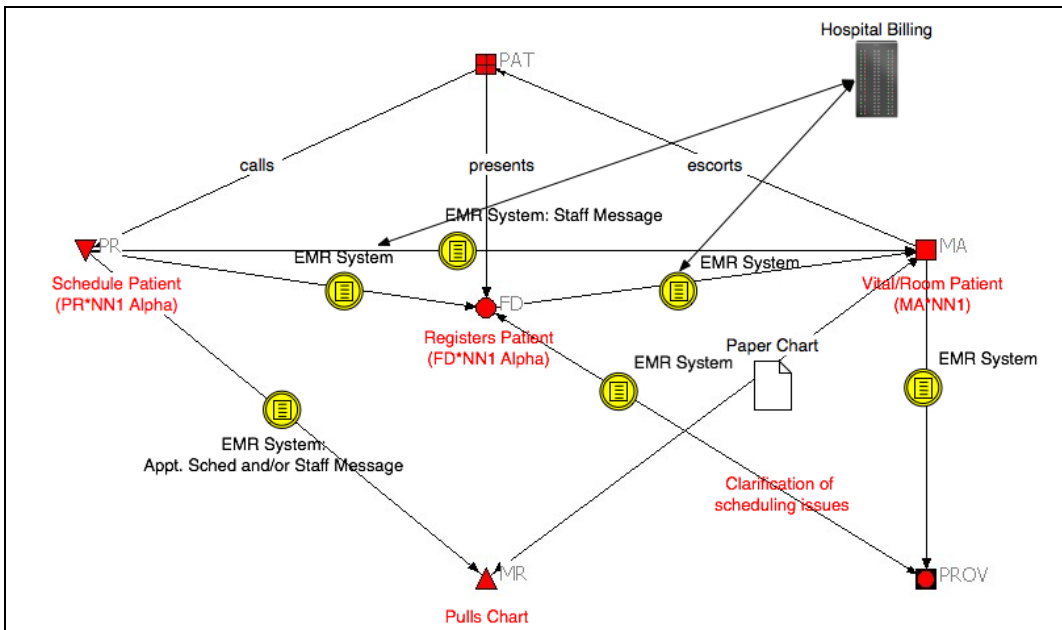 Hospital Billing
PAT
calls
presents
escorts
EMR System: Staff Message
PR
MA
EMR System
EMR System
Schedule Patient
(PR*NN1 Alpha)
FD
Vital/Room Patient
(MA*NN1)
Registers Patient
(FD*NN1 Alpha)
Paper Chart
EMR System
EMR System
EMR System:
Appt. Sched and/or Staff Message
Clarification of
scheduling issues
MR
PROV
Pulls Chart